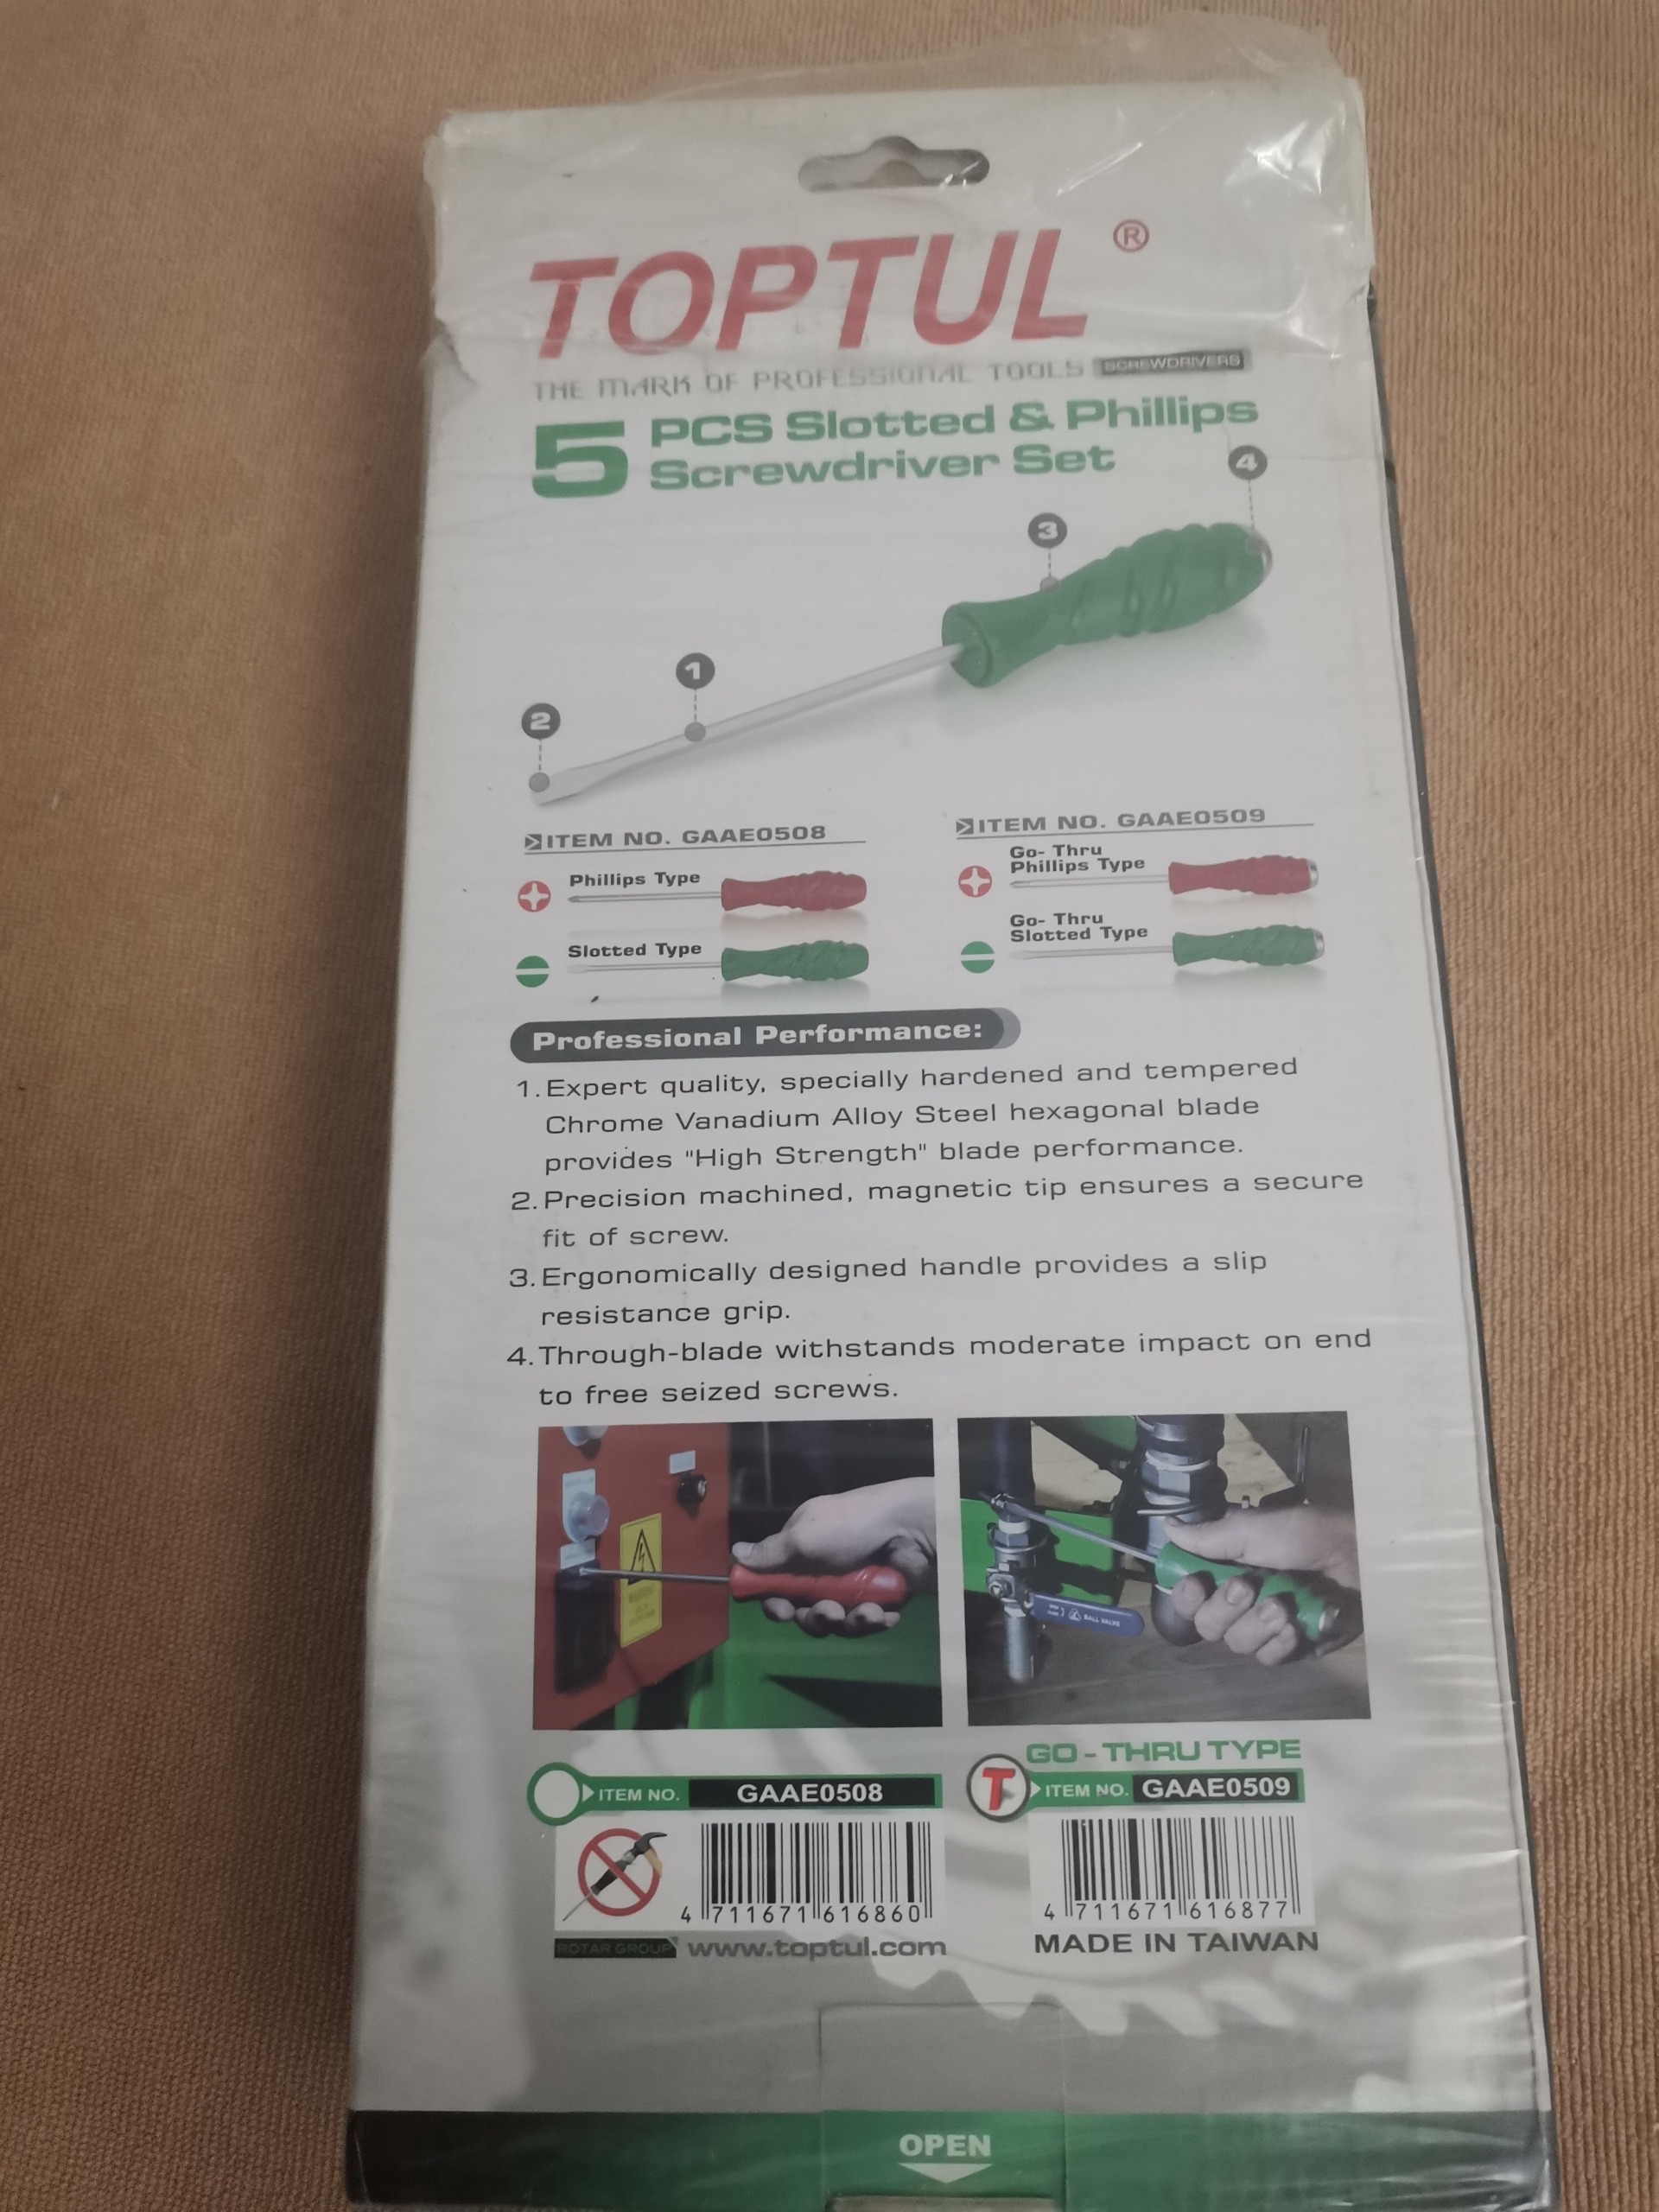 TOPTUL ®
THE MARK OF PROFESSIONAL TOOLS SCREWDRIVERS
5 PCS Slotted & Phillips
Screwdriver Set
4
3
1
2
ITEM NO. GAAE0508
Phillips Type
Slotted Type
ITEM NO. GAAE0509
Go- Thru
Phillips Type
Go- Thru
Slotted Type
Professional Performance:
1. Expert quality, specially hardened and tempered
Chrome Vanadium Alloy Steel hexagonal blade
provides "High Strength" blade performance.
2. Precision machined, magnetic tip ensures a secure
fit of screw.
3. Ergonomically designed handle provides a slip
resistance grip.
4. Through-blade withstands moderate impact on end
to free seized screws.
BALL VALVE
ITEM NO. GAAE0508
4 711671 616860
ROTAR GROUP www.toptul.com
GO - THRU TYPE
T ITEM NO. GAAE0509
4 711671 616877
MADE IN TAIWAN
OPEN